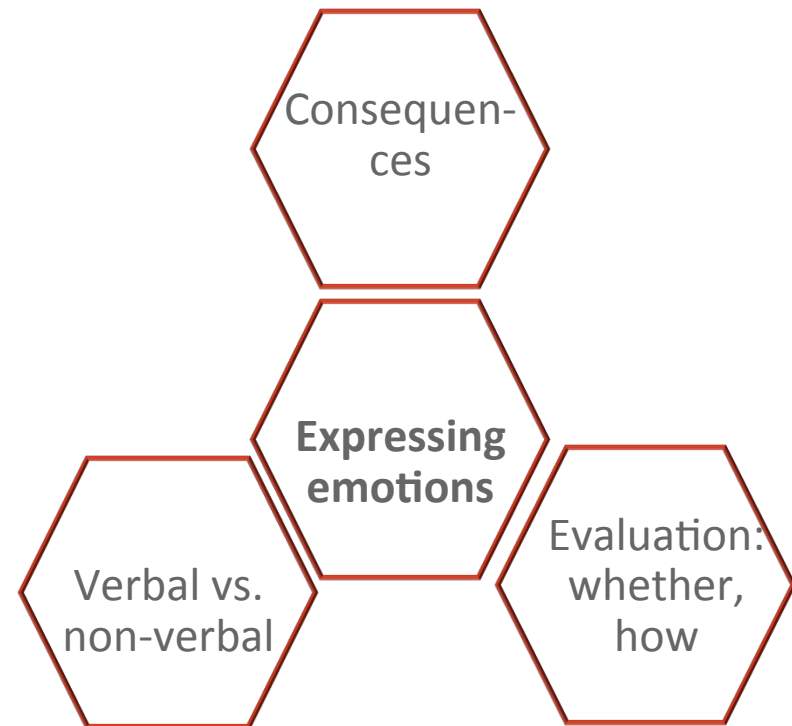 Consequen-
ces
Expressing
emotions
Verbal vs.
non-verbal
Evaluation:
whether,
how